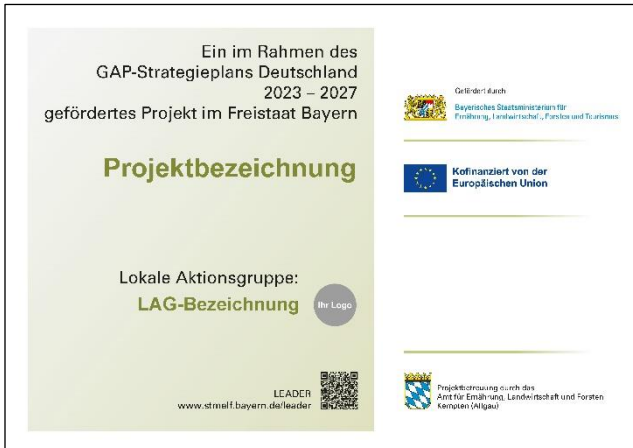 Ein im Rahmen des
GAP-Strategieplans Deutschland
2023 – 2027
gefördertes Projekt im Freistaat Bayern
Projektbezeichnung
Lokale Aktionsgruppe:
LAG-Bezeichnung
Ihr Logo
LEADER
www.stmelf.bayern.de/leader
Gefördert durch
Bayerisches Staatsministerium für
Ernährung, Landwirtschaft, Forsten und Tourismus
Kofinanziert von der
Europäischen Union
Projektbetreuung durch das
Amt für Ernährung, Landwirtschaft und Forsten
Kempten (Allgäu)